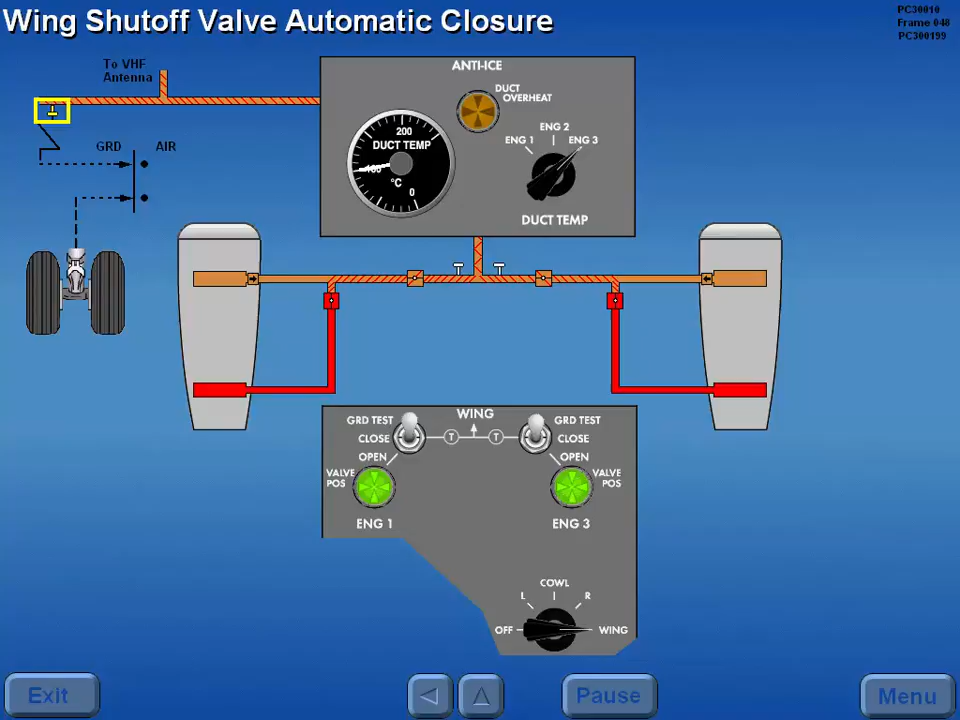 Wing Shutoff Valve Automatic Closure
PC30010
Frame 048
PC300199
To VHF
Antenna
GRD
AIR
ANTI-ICE
DUCT
OVERHEAT
200
DUCT TEMP
100
°C
0
ENG 1
ENG 2
ENG 3
DUCT TEMP
WING
GRD TEST
CLOSE
OPEN
T
T
GRD TEST
CLOSE
OPEN
VALVE
POS
VALVE
POS
ENG 1
ENG 3
COWL
L
R
OFF
WING
Exit
Pause
Menu